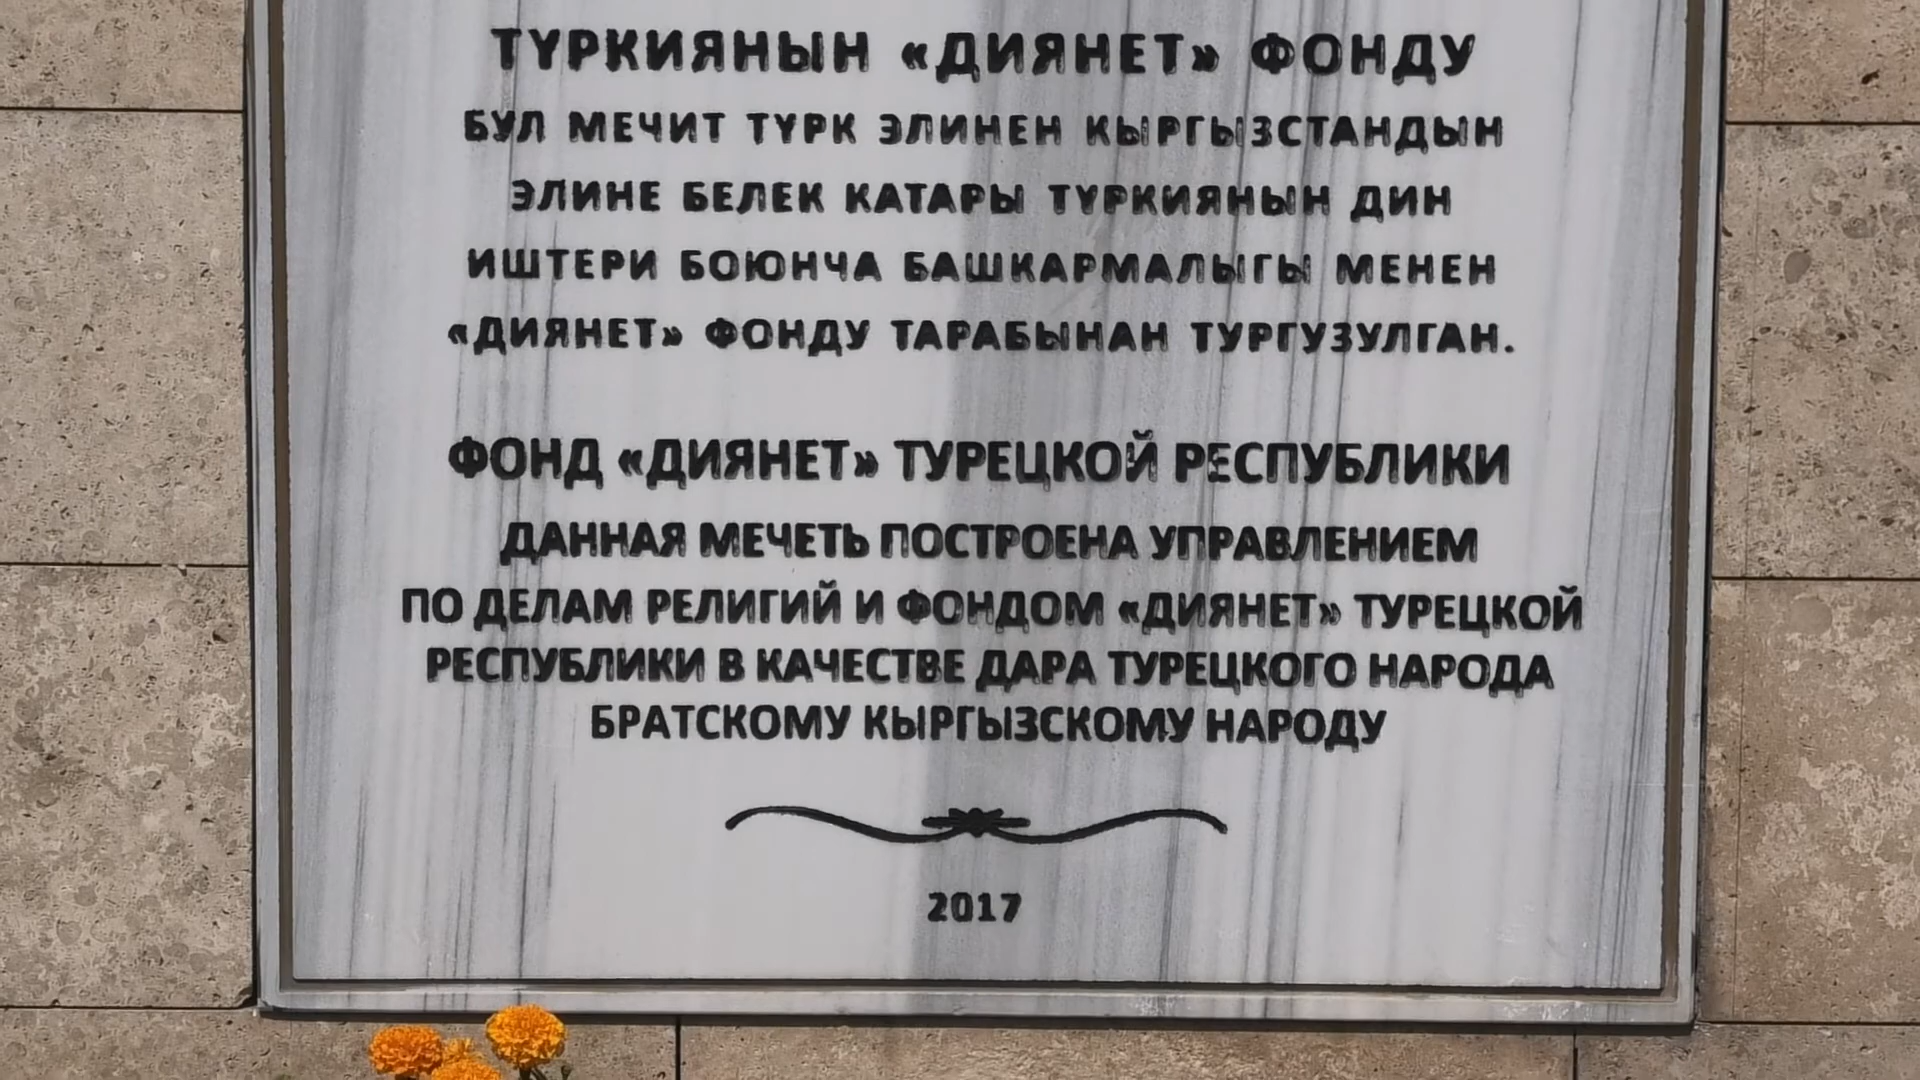 ТҮРКИЯНЫН «ДИЯНЕТ» ФОНДУ
БУЛ МЕЧИТ ТҮРК ЭЛИНЕН КЫРГЫЗСТАНДЫН
ЭЛИНЕ БЕЛЕК КАТАРЫ ТҮРКИЯНЫН ДИН
ИШТЕРИ БОЮНЧА БАШКАРМАЛЫГЫ МЕНЕН
«ДИЯНЕТ» ФОНДУ ТАРАБЫНАН ТУРГУЗУЛГАН.
ФОНД «ДИЯНЕТ» ТУРЕЦКОЙ РЕСПУБЛИКИ
ДАННАЯ МЕЧЕТЬ ПОСТРОЕНА УПРАВЛЕНИЕМ
ПО ДЕЛАМ РЕЛИГИЙ И ФОНДОМ «ДИЯНЕТ» ТУРЕЦКОЙ
РЕСПУБЛИКИ В КАЧЕСТВЕ ДАРА ТУРЕЦКОГО НАРОДА
БРАТСКОМУ КЫРГЫЗСКОМУ НАРОДУ
2017